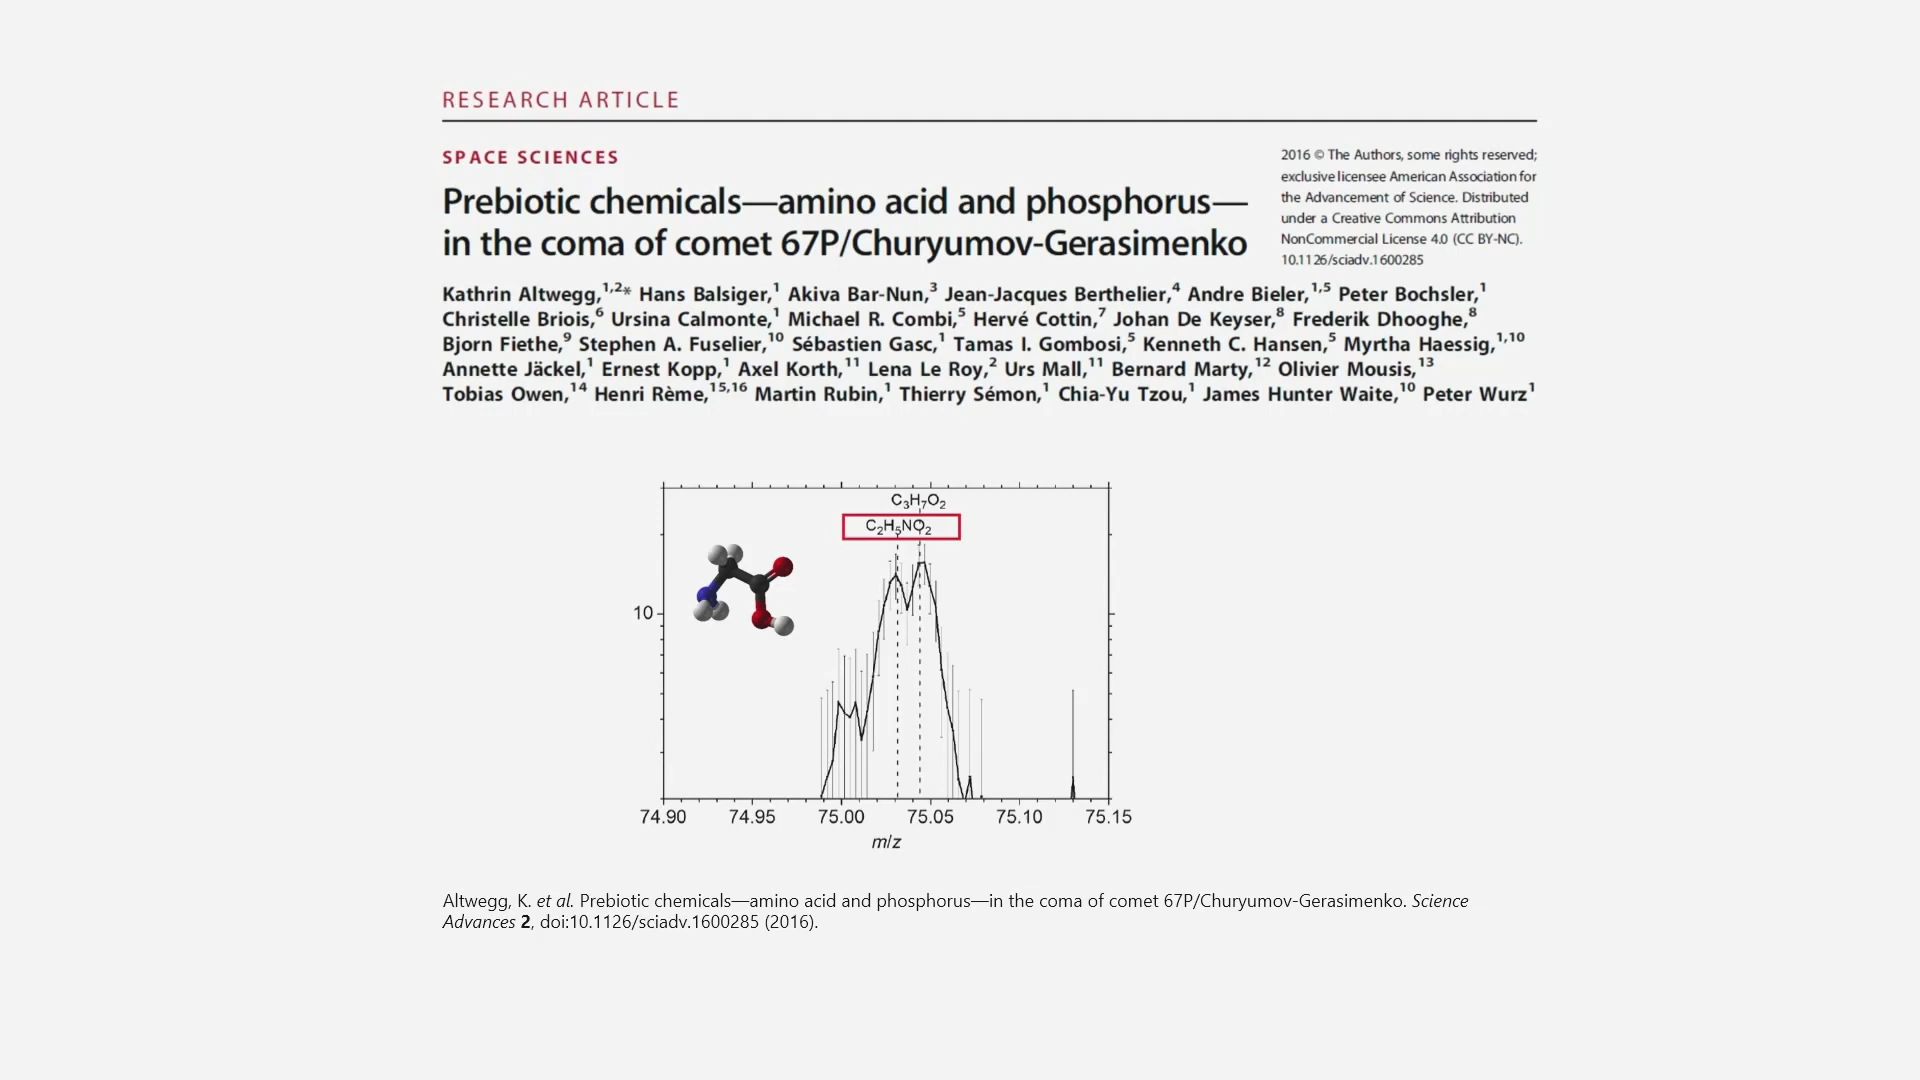 RESEARCH ARTICLE
SPACE SCIENCES
Prebiotic chemicals—amino acid and phosphorus—
in the coma of comet 67P/Churyumov-Gerasimenko
2016 © The Authors, some rights reserved;
exclusive licensee American Association for
the Advancement of Science. Distributed
under a Creative Commons Attribution
NonCommercial License 4.0 (CC BY-NC).
10.1126/sciadv.1600285
Kathrin Altwegg,¹,²* Hans Balsiger,¹ Akiva Bar-Nun,³ Jean-Jacques Berthelier,⁴ Andre Bieler,¹,⁵ Peter Bochsler,¹
Christelle Briois,⁶ Ursina Calmonte,¹ Michael R. Combi,⁵ Hervé Cottin,⁷ Johan De Keyser,⁸ Frederik Dhooghe,⁸
Bjorn Fiethe,⁹ Stephen A. Fuselier,¹⁰ Sébastien Gasc,¹ Tamas I. Gombosi,⁵ Kenneth C. Hansen,⁵ Myrtha Haessig,¹,¹⁰
Annette Jäckel,¹ Ernest Kopp,¹ Axel Korth,¹¹ Lena Le Roy,² Urs Mall,¹¹ Bernard Marty,¹² Olivier Mousis,¹³
Tobias Owen,¹⁴ Henri Rème,¹⁵,¹⁶ Martin Rubin,¹ Thierry Sémon,¹ Chia-Yu Tzou,¹ James Hunter Waite,¹⁰ Peter Wurz¹
C₃H₇O₂
C₂H₅NO₂
10
74.90 74.95 75.00 75.05 75.10 75.15
m/z
Altwegg, K. et al. Prebiotic chemicals—amino acid and phosphorus—in the coma of comet 67P/Churyumov-Gerasimenko. Science
Advances 2, doi:10.1126/sciadv.1600285 (2016).